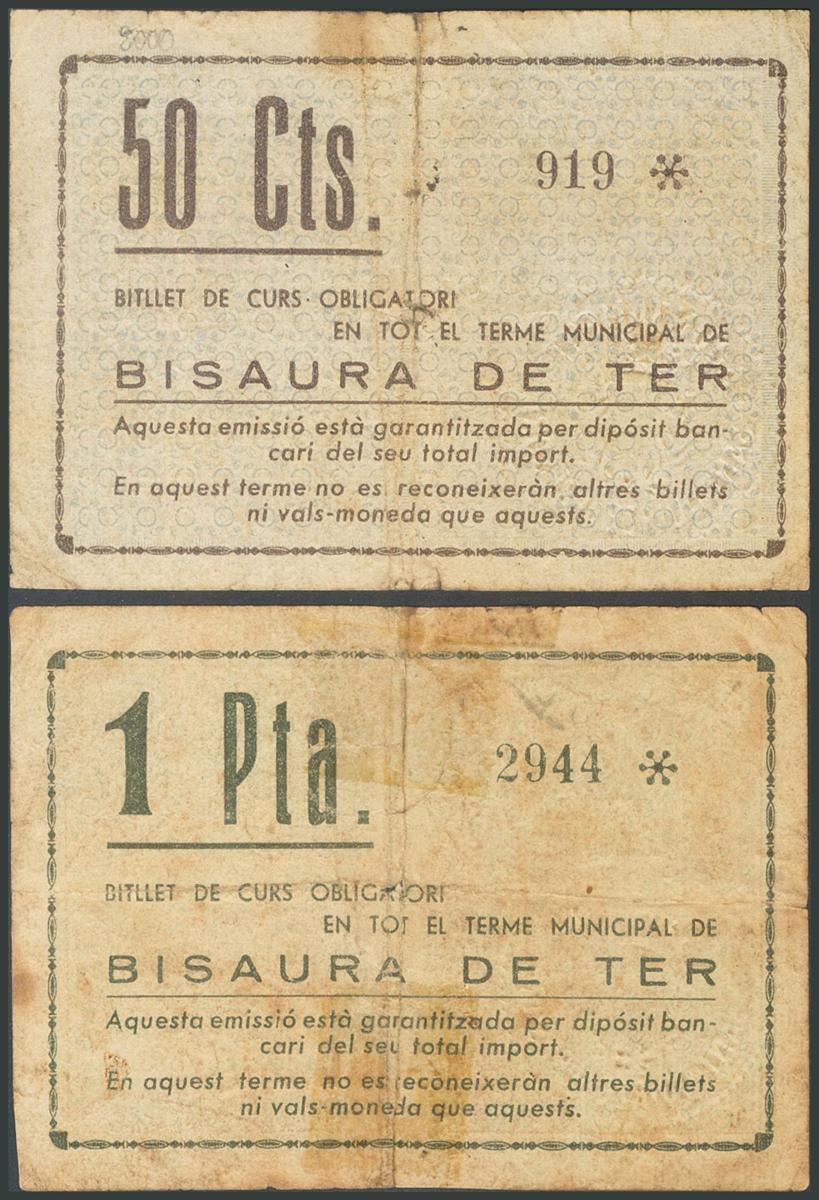 2000
50 Cts.
919 *
BITLLET DE CURS OBLIGATORI
EN TOT EL TERME MUNICIPAL DE
BISAURA DE TER
Aquesta emissió està garantitzada per dipósit ban-
cari del seu total import.
En aquest terme no es reconeixeràn altres billets
ni vals-moneda que aquests.
1 Pta.
2944 *
BITLLET DE CURS OBLIGATORI
EN TOT EL TERME MUNICIPAL DE
BISAURA DE TER
Aquesta emissió està garantitzada per dipósit ban-
cari del seu total import.
En aquest terme no es reconeixeràn altres billets
ni vals-moneda que aquests.